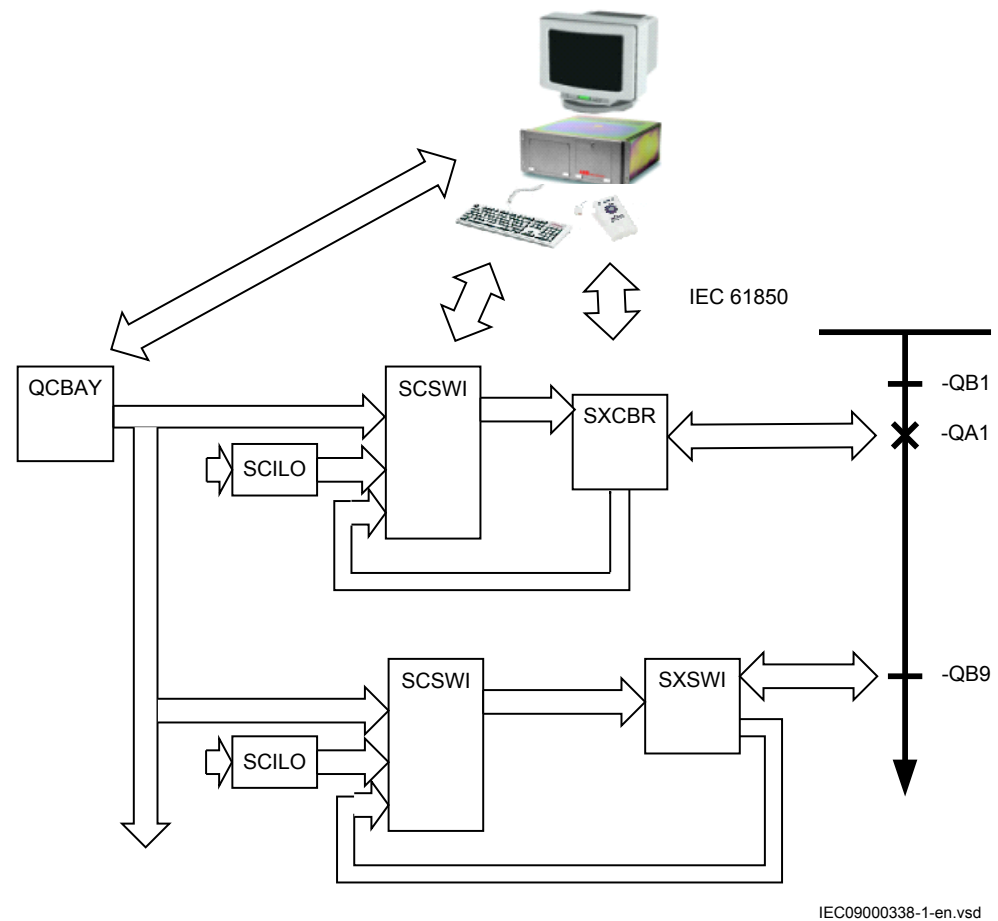 IEC 61850
QCBAY
SCSWI
SXCBR
-QB1
-QA1
SCILO
SCSWI
SXSWI
-QB9
SCILO
IEC09000338-1-en.vsd